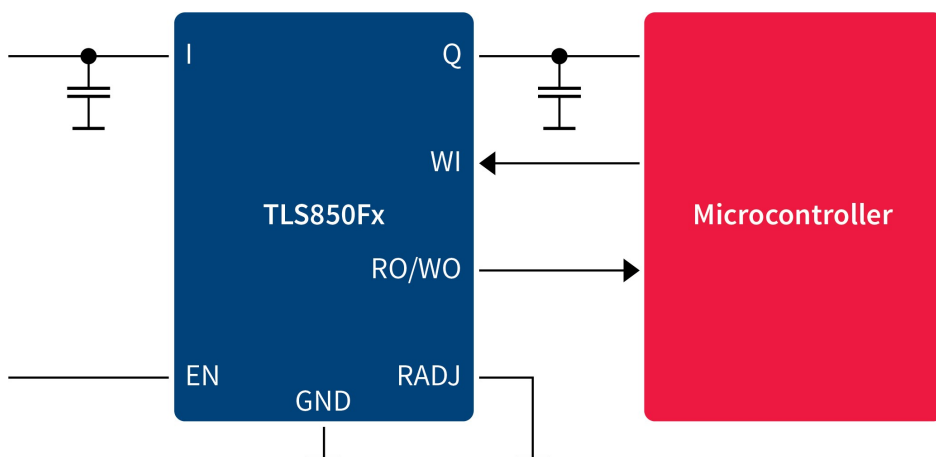 I
Q
WI
TLS850Fx
Microcontroller
RO/WO
EN
RADJ
GND